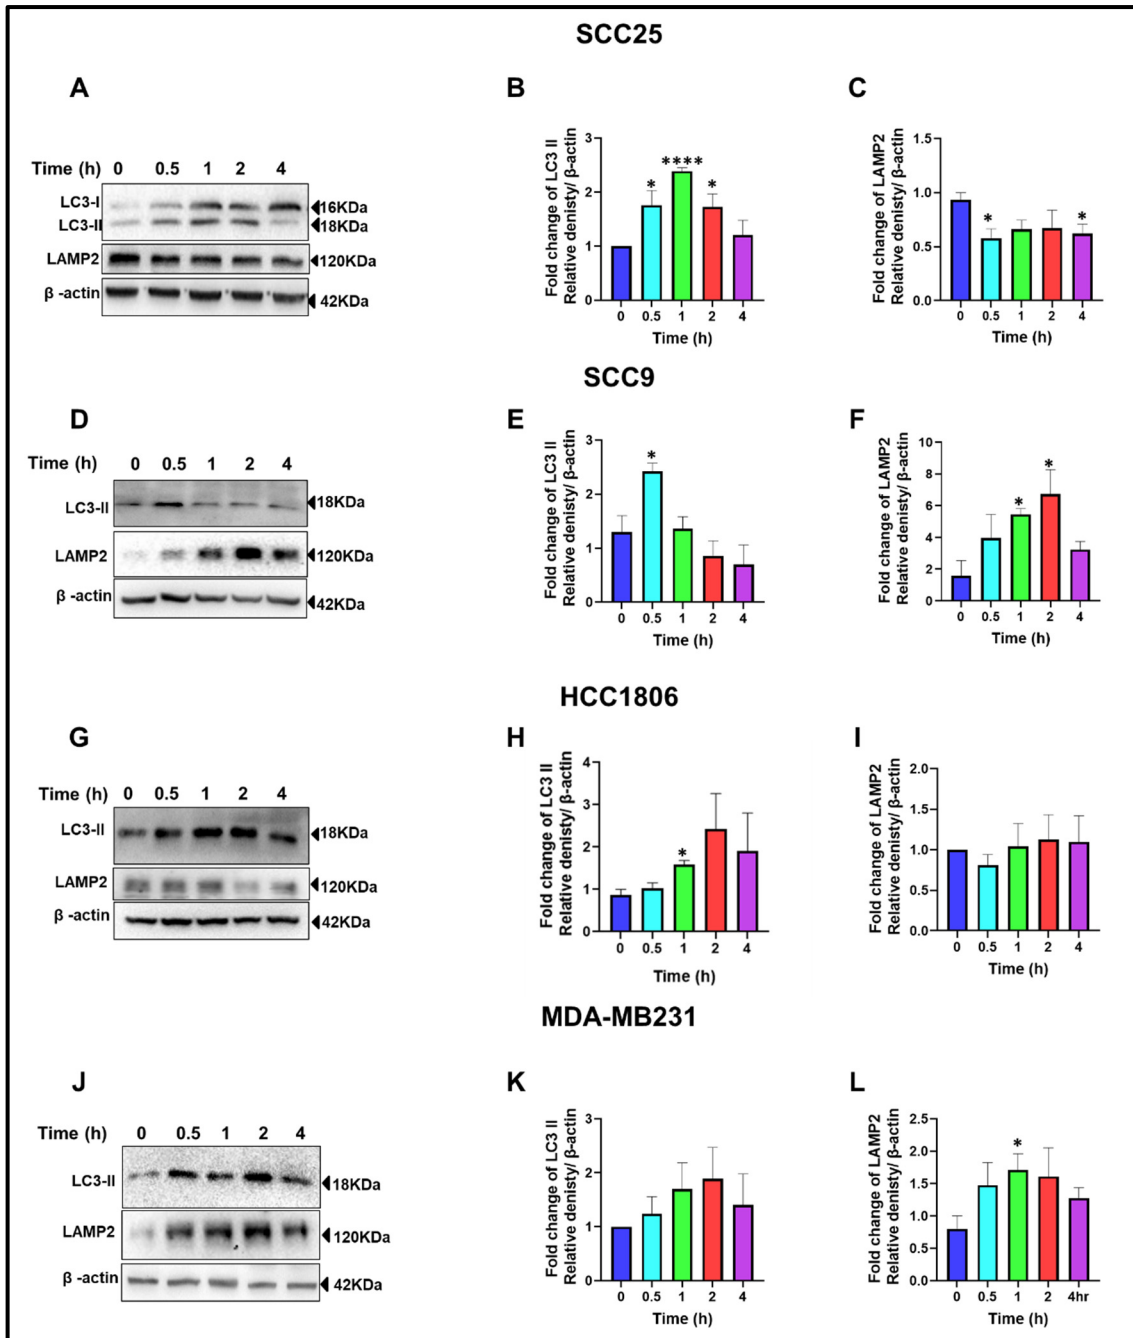 SCC25
A
Time (h) 0 0.5 1 2 4
LC3-I
16KDa
LC3-II
18KDa
LAMP2
120KDa
β -actin
42KDa
B
Fold change of LC3 II
Relative denisty/ β-actin
3
2
1
0
* **** *
0 0.5 1 2 4
Time (h)
C
Fold change of LAMP2
Relative denisty/ β-actin
1.5
1.0
0.5
0.0
* *
0 0.5 1 2 4
Time (h)
SCC9
D
Time (h) 0 0.5 1 2 4
LC3-II
18KDa
LAMP2
120KDa
β -actin
42KDa
E
Fold change of LC3 II
Relative denisty/ β-actin
3
2
1
0
*
0 0.5 1 2 4
Time (h)
F
Fold change of LAMP2
Relative denisty/ β-actin
10
8
6
4
2
0
* *
0 0.5 1 2 4
Time (h)
HCC1806
G
Time (h) 0 0.5 1 2 4
LC3-II
18KDa
LAMP2
120KDa
β -actin
42KDa
H
Fold change of LC3 II
Relative denisty/ β-actin
4
3
2
1
0
*
0 0.5 1 2 4
Time (h)
I
Fold change of LAMP2
Relative denisty/ β-actin
2.0
1.5
1.0
0.5
0.0
0 0.5 1 2 4
Time (h)
MDA-MB231
J
Time (h) 0 0.5 1 2 4
LC3-II
18KDa
LAMP2
120KDa
β -actin
42KDa
K
Fold change of LC3 II
Relative denisty/ β-actin
3
2
1
0
0 0.5 1 2 4
Time (h)
L
Fold change of LAMP2
Relative denisty/ β-actin
2.5
2.0
1.5
1.0
0.5
0.0
*
0 0.5 1 2 4hr
Time (h)